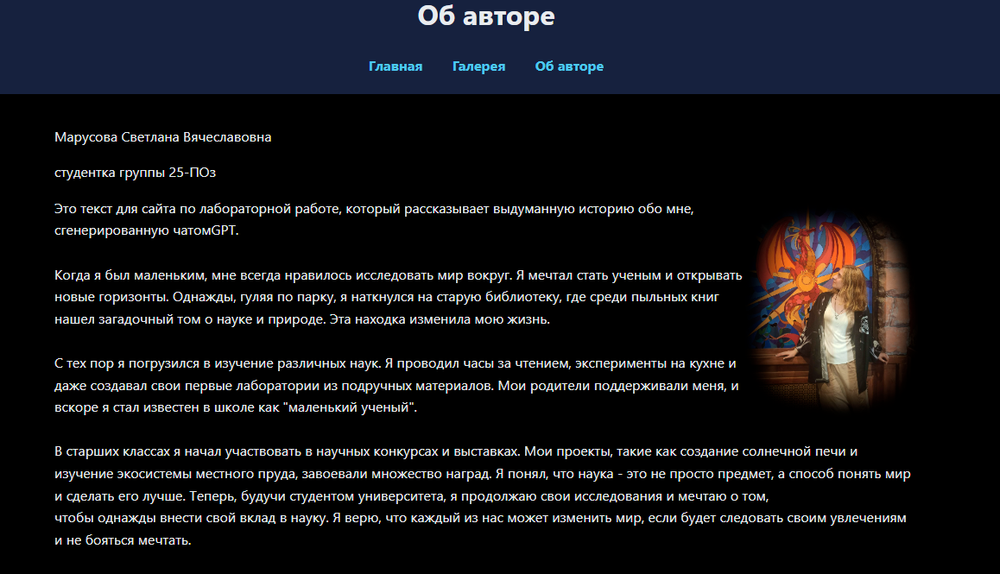 Об авторе
Главная Галерея Об авторе
Марусова Светлана Вячеславовна
студентка группы 25-ПОз
Это текст для сайта по лабораторной работе, который рассказывает выдуманную историю обо мне,
сгенерированную чатомGPT.
Когда я был маленьким, мне всегда нравилось исследовать мир вокруг. Я мечтал стать ученым и открывать
новые горизонты. Однажды, гуляя по парку, я наткнулся на старую библиотеку, где среди пыльных книг
нашел загадочный том о науке и природе. Эта находка изменила мою жизнь.
С тех пор я погрузился в изучение различных наук. Я проводил часы за чтением, эксперименты на кухне и
даже создавал свои первые лаборатории из подручных материалов. Мои родители поддерживали меня, и
вскоре я стал известен в школе как "маленький ученый".
В старших классах я начал участвовать в научных конкурсах и выставках. Мои проекты, такие как создание солнечной печи и
изучение экосистемы местного пруда, завоевали множество наград. Я понял, что наука - это не просто предмет, а способ понять мир
и сделать его лучше. Теперь, будучи студентом университета, я продолжаю свои исследования и мечтаю о том,
чтобы однажды внести свой вклад в науку. Я верю, что каждый из нас может изменить мир, если будет следовать своим увлечениям
и не бояться мечтать.